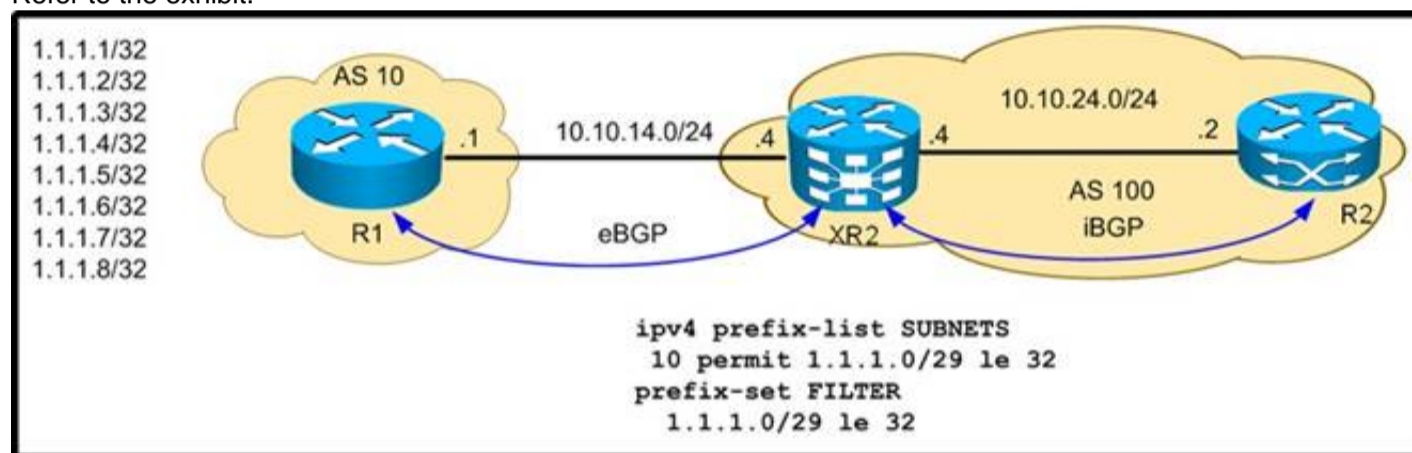 Refer to the exhibit.
1.1.1.1/32
1.1.1.2/32
1.1.1.3/32
1.1.1.4/32
1.1.1.5/32
1.1.1.6/32
1.1.1.7/32
1.1.1.8/32
AS 10
.1
R1
10.10.14.0/24
eBGP
.4
XR2
.4
10.10.24.0/24
.2
AS 100
iBGP
R2
ipv4 prefix-list SUBNETS
10 permit 1.1.1.0/29 le 32
prefix-set FILTER
1.1.1.0/29 le 32